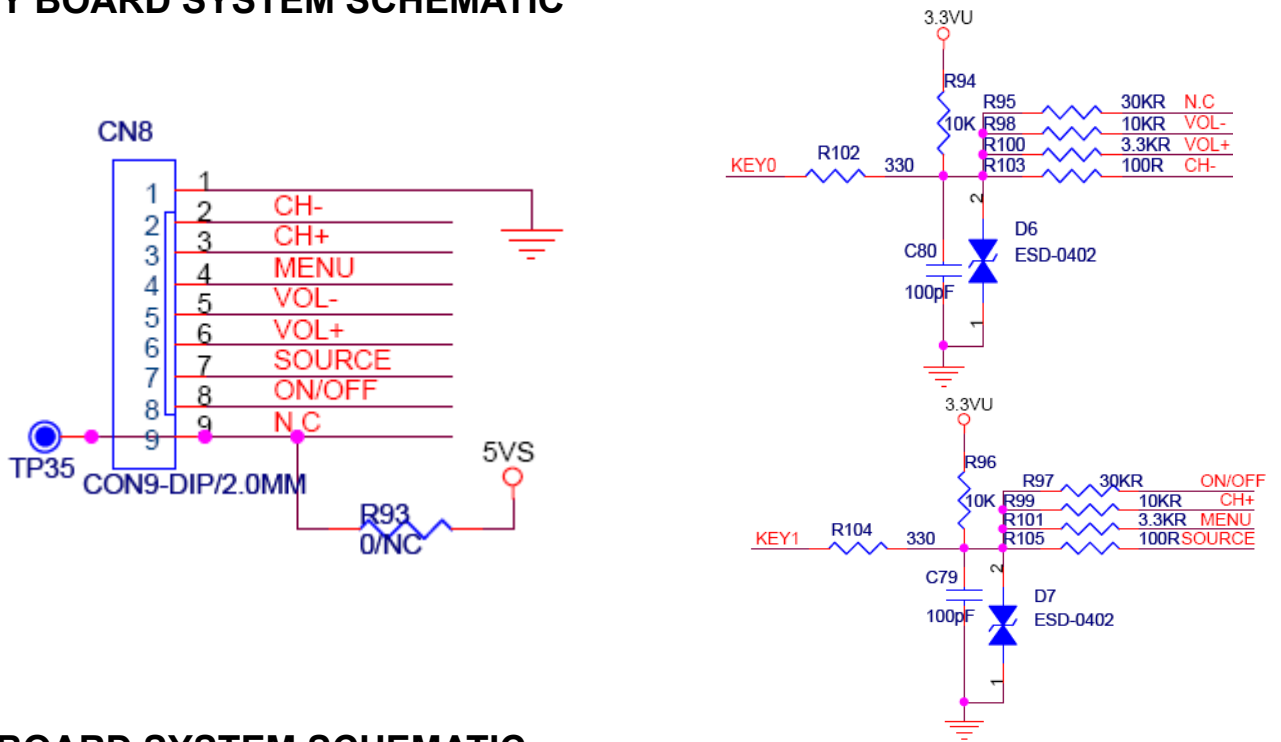 Y BOARD SYSTEM SCHEMATIC
CN8
1 1
2 2 CH-
3 3 CH+
4 4 MENU
5 5 VOL-
6 6 VOL+
7 7 SOURCE
8 8 ON/OFF
9 9 N.C
TP35
CON9-DIP/2.0MM
5VS
R93
0/NC
3.3VU
R94
10K
R95 30KR N.C
R98 10KR VOL-
R100 3.3KR VOL+
R103 100R CH-
KEY0 R102 330
2
C80
100pF
D6
ESD-0402
1
3.3VU
R96
10K
R97 30KR ON/OFF
R99 10KR CH+
R101 3.3KR MENU
R105 100R SOURCE
KEY1 R104 330
2
C79
100pF
D7
ESD-0402
1
BOARD SYSTEM SCHEMATIC